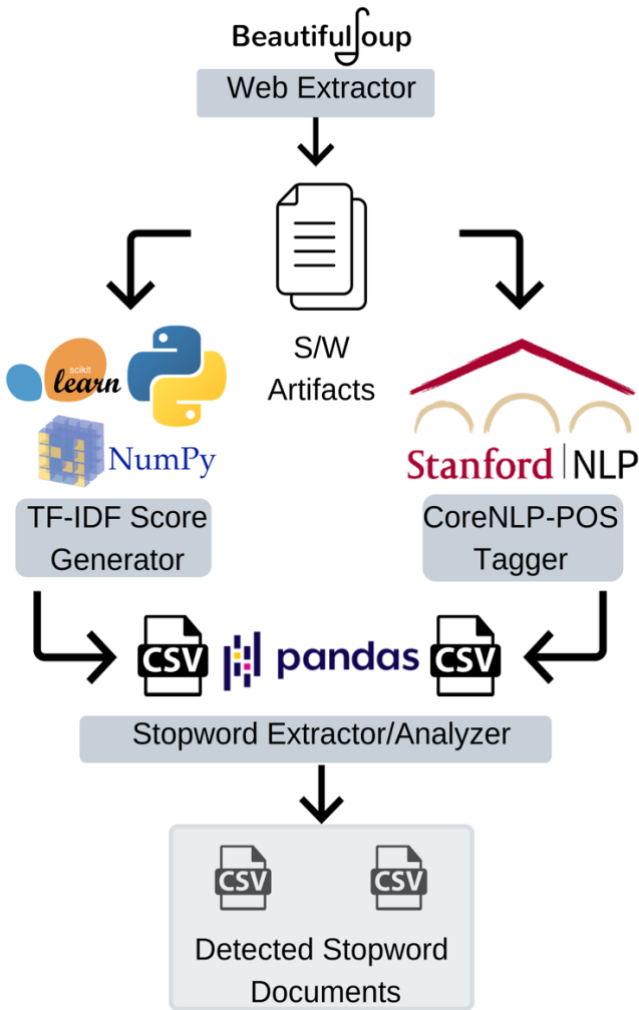 BeautifulSoup
Web Extractor
S/W
Artifacts
scikit
learn
NumPy
TF-IDF Score
Generator
Stanford NLP
CoreNLP-POS
Tagger
CSV
pandas
CSV
Stopword Extractor/Analyzer
CSV
CSV
Detected Stopword
Documents